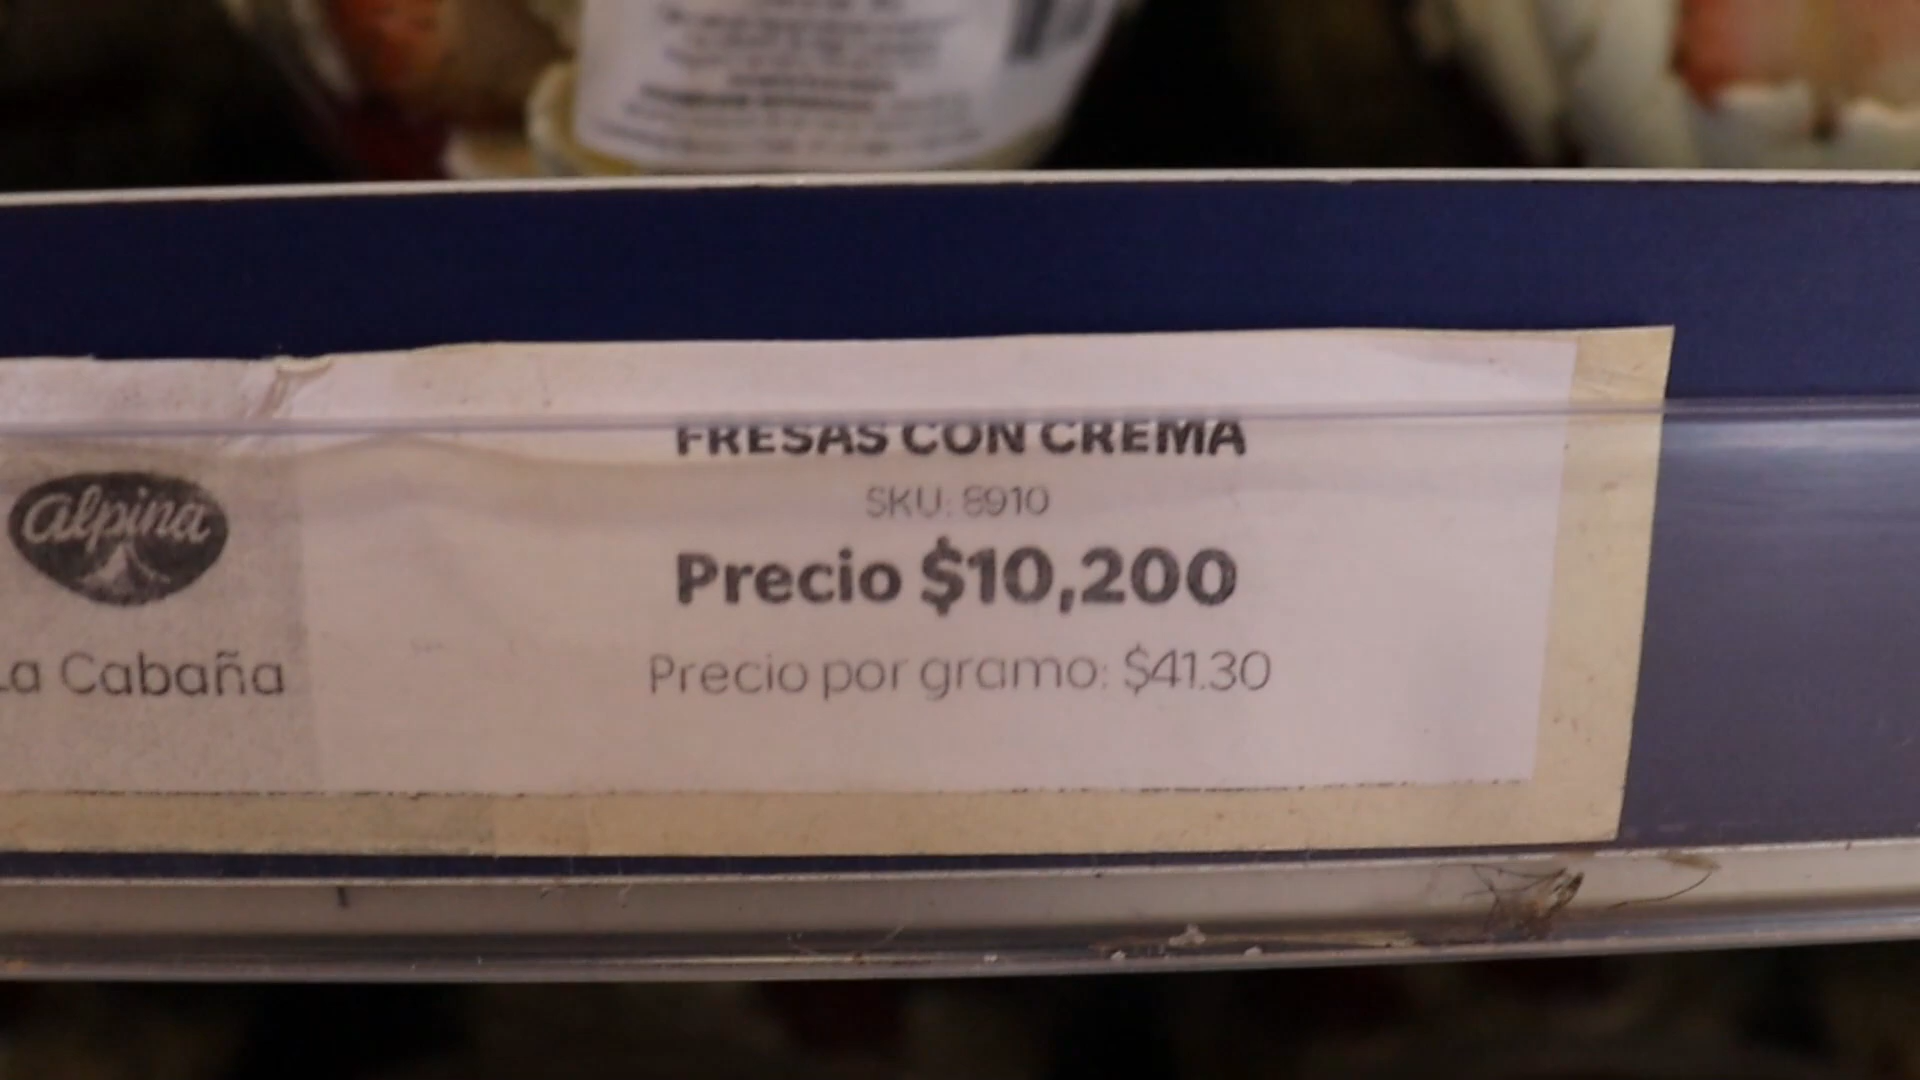 FRESAS CON CREMA
SKU: 8910
Precio $10,200
Precio por gramo: $41.30
alpina
La Cabaña